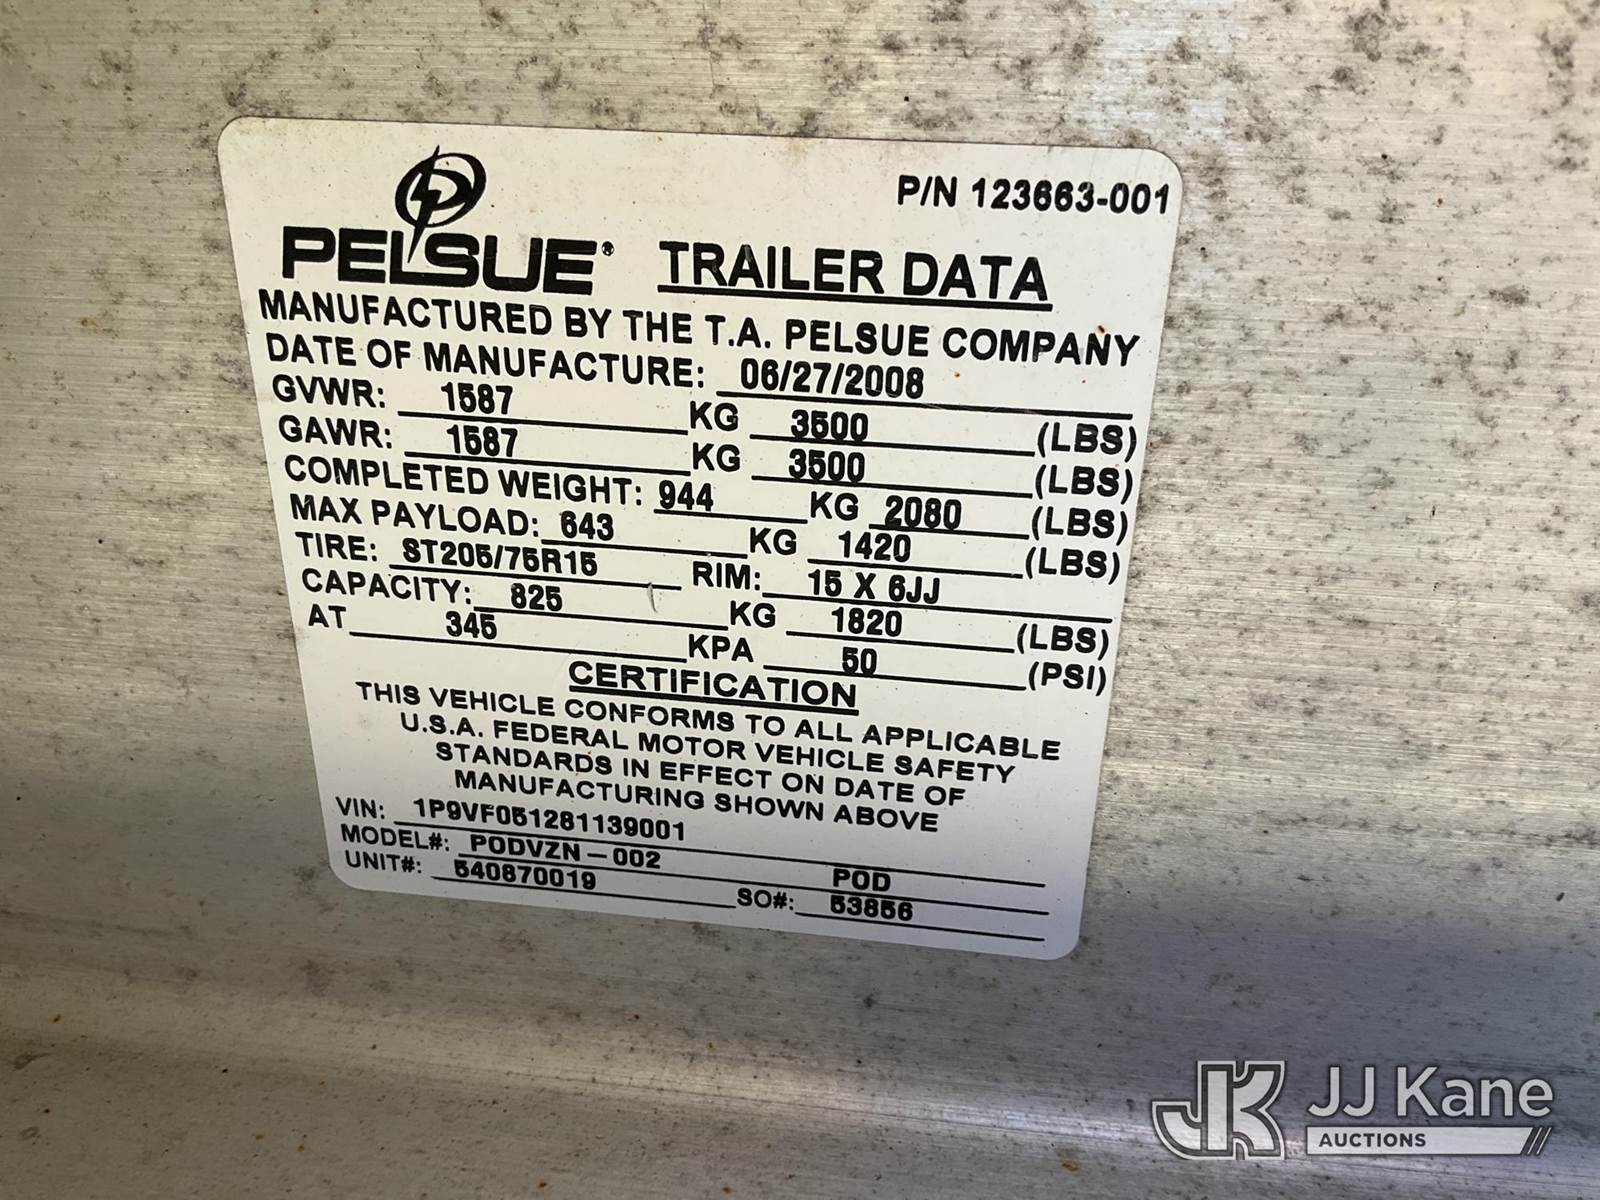 P/N 123663-001
PELSUE® TRAILER DATA
MANUFACTURED BY THE T.A. PELSUE COMPANY
DATE OF MANUFACTURE: 06/27/2008
GVWR: 1587 KG 3500 (LBS)
GAWR: 1587 KG 3500 (LBS)
COMPLETED WEIGHT: 944 KG 2080 (LBS)
MAX PAYLOAD: 643 KG 1420 (LBS)
TIRE: ST205/75R15 RIM: 15 X 6JJ
CAPACITY: 825 KG 1820 (LBS)
AT 345 KPA 50 (PSI)
CERTIFICATION
THIS VEHICLE CONFORMS TO ALL APPLICABLE
U.S.A. FEDERAL MOTOR VEHICLE SAFETY
STANDARDS IN EFFECT ON DATE OF
MANUFACTURING SHOWN ABOVE
VIN: 1P9VF051281139001
MODEL#: PODVZN-002 POD
UNIT#: 540870019 SO#: 53856
JK JJ Kane
AUCTIONS